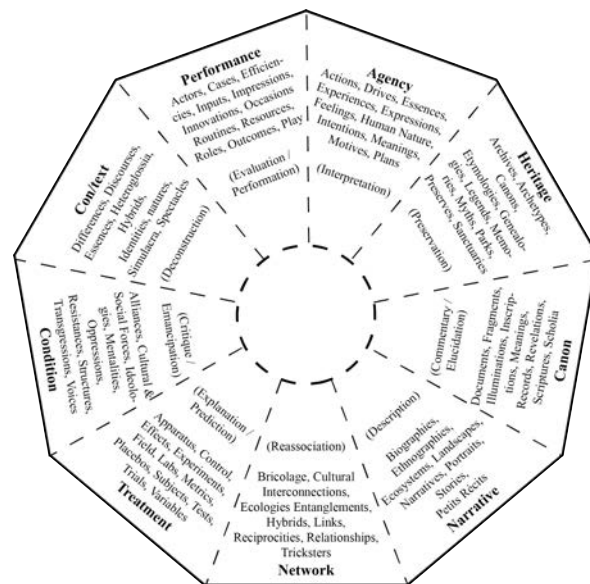 Performance
Actors, Cases, Efficien-
cies, Inputs, Impressions,
Innovations, Occasions
Routines, Resources,
Roles, Outcomes, Play
(Evaluation /
Performation)
Agency
Actions, Drives, Essences,
Experiences, Expressions,
Feelings, Human Nature,
Intentions, Meanings,
Motives, Plans
(Interpretation)
Heritage
Archives, Archetypes,
Canons,
Etymologies, Genealo-
gies, Legends, Memo-
ries, Myths, Parks,
Preserves, Sanctuaries
(Preservation)
Canon
Documents, Fragments,
Illuminations, Inscrip-
tions, Meanings,
Records, Revelations,
Scriptures, Scholia
(Commentary /
Elucidation)
Narrative
(Description)
Biographies,
Ethnographies,
Ecosystems, Landscapes,
Narratives, Portraits,
Stories,
Petits Récits
Network
(Reassociation)
Bricolage, Cultural
Interconnections,
Ecologies Entanglements,
Hybrids, Links,
Reciprocities, Relationships,
Tricksters
Treatment
(Explanation /
Prediction)
Apparatus, Control,
Effects, Experiments,
Field, Labs, Metrics,
Placebos, Subjects, Tests,
Trials, Variables
Condition
(Critique /
Emancipation)
Alliances, Cultural &
Social Forces, Ideolo-
gies, Mentalities,
Oppressions,
Resistances, Structures,
Transgressions, Voices
Con/text
Differences, Discourses,
Essences, Heteroglossia,
Hybrids,
Identities, natures,
Simulacra, Spectacles
(Deconstruction)